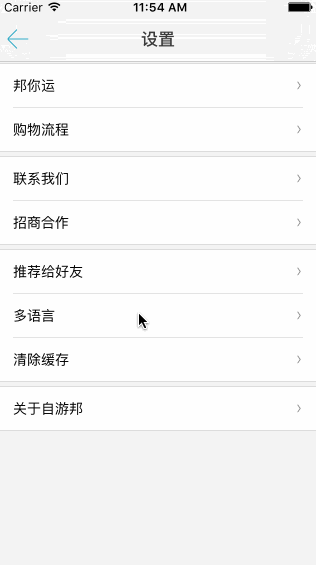 Carrier 11:54 AM
设置
邦你运
购物流程
联系我们
招商合作
推荐给好友
多语言
清除缓存
关于自游邦